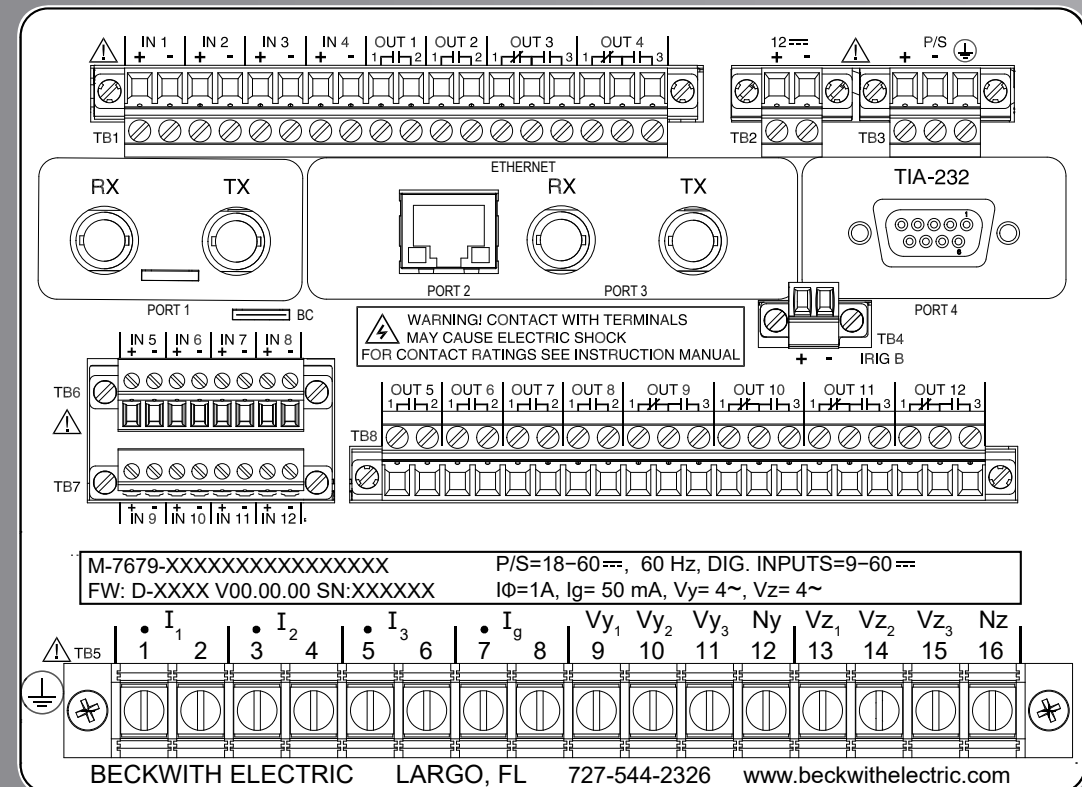 IN 1 IN 2 IN 3 IN 4 OUT 1 OUT 2 OUT 3 OUT 4
+ - + - + - + - 1 2 1 2 1 3 1 3
12 P/S
+ - + -
TB1 TB2 TB3
ETHERNET
RX TX RX TX TIA-232
1
6
PORT 1 PORT 2 PORT 3 PORT 4
BC
WARNING! CONTACT WITH TERMINALS
MAY CAUSE ELECTRIC SHOCK
FOR CONTACT RATINGS SEE INSTRUCTION MANUAL
TB4
+ - IRIG B
IN 5 IN 6 IN 7 IN 8
+ - + - + - + -
TB6
TB7
+ - + - + - + -
IN 9 IN 10 IN 11 IN 12
OUT 5 OUT 6 OUT 7 OUT 8 OUT 9 OUT 10 OUT 11 OUT 12
1 2 1 2 1 2 1 2 1 3 1 3 1 3 1 3
TB8
M-7679-XXXXXXXXXXXXXXXXX P/S=18−60⎓, 60 Hz, DIG. INPUTS=9−60⎓
FW: D-XXXX V00.00.00 SN:XXXXXX IΦ=1A, Ig= 50 mA, Vy= 4~, Vz= 4~
I₁ I₂ I₃ Ig Vy₁ Vy₂ Vy₃ Ny Vz₁ Vz₂ Vz₃ Nz
TB5 1 2 3 4 5 6 7 8 9 10 11 12 13 14 15 16
BECKWITH ELECTRIC LARGO, FL 727-544-2326 www.beckwithelectric.com